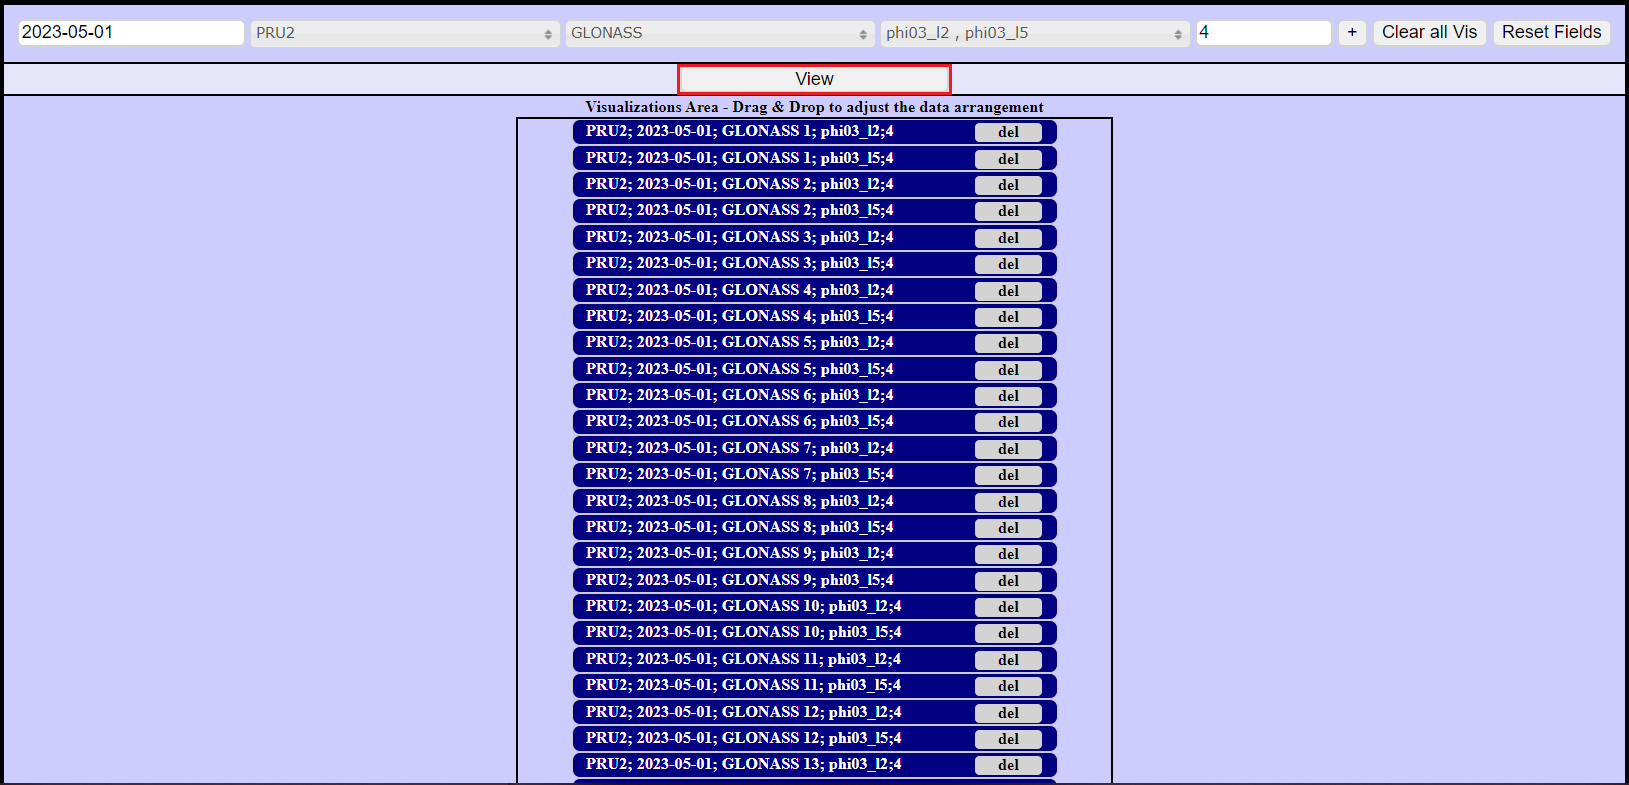 2023-05-01 PRU2 GLONASS phi03_l2 , phi03_l5 4 + Clear all Vis Reset Fields
View
Visualizations Area - Drag & Drop to adjust the data arrangement
PRU2; 2023-05-01; GLONASS 1; phi03_l2;4 del
PRU2; 2023-05-01; GLONASS 1; phi03_l5;4 del
PRU2; 2023-05-01; GLONASS 2; phi03_l2;4 del
PRU2; 2023-05-01; GLONASS 2; phi03_l5;4 del
PRU2; 2023-05-01; GLONASS 3; phi03_l2;4 del
PRU2; 2023-05-01; GLONASS 3; phi03_l5;4 del
PRU2; 2023-05-01; GLONASS 4; phi03_l2;4 del
PRU2; 2023-05-01; GLONASS 4; phi03_l5;4 del
PRU2; 2023-05-01; GLONASS 5; phi03_l2;4 del
PRU2; 2023-05-01; GLONASS 5; phi03_l5;4 del
PRU2; 2023-05-01; GLONASS 6; phi03_l2;4 del
PRU2; 2023-05-01; GLONASS 6; phi03_l5;4 del
PRU2; 2023-05-01; GLONASS 7; phi03_l2;4 del
PRU2; 2023-05-01; GLONASS 7; phi03_l5;4 del
PRU2; 2023-05-01; GLONASS 8; phi03_l2;4 del
PRU2; 2023-05-01; GLONASS 8; phi03_l5;4 del
PRU2; 2023-05-01; GLONASS 9; phi03_l2;4 del
PRU2; 2023-05-01; GLONASS 9; phi03_l5;4 del
PRU2; 2023-05-01; GLONASS 10; phi03_l2;4 del
PRU2; 2023-05-01; GLONASS 10; phi03_l5;4 del
PRU2; 2023-05-01; GLONASS 11; phi03_l2;4 del
PRU2; 2023-05-01; GLONASS 11; phi03_l5;4 del
PRU2; 2023-05-01; GLONASS 12; phi03_l2;4 del
PRU2; 2023-05-01; GLONASS 12; phi03_l5;4 del
PRU2; 2023-05-01; GLONASS 13; phi03_l2;4 del